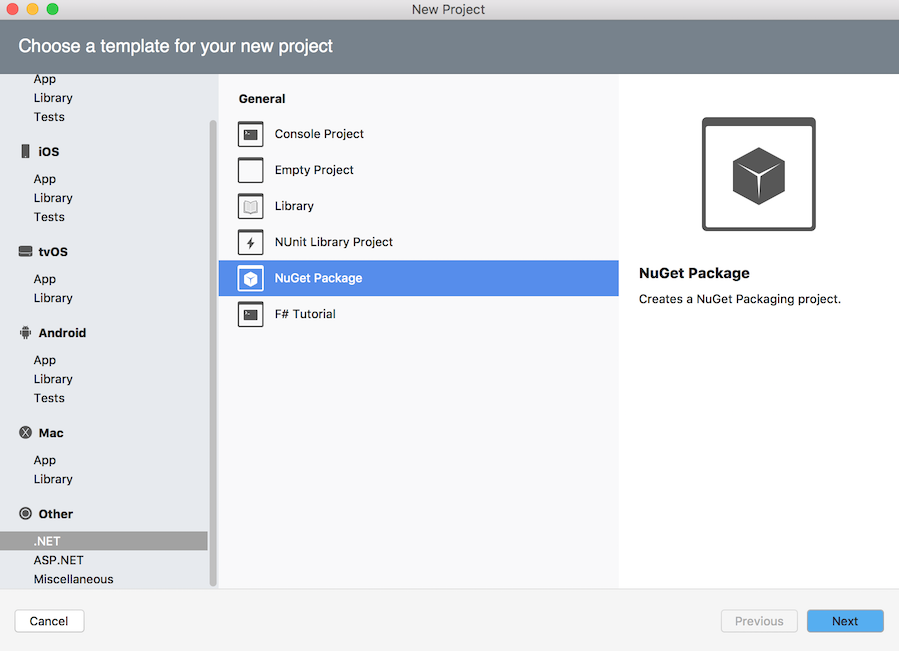 New Project
Choose a template for your new project
App
Library
Tests
iOS
App
Library
Tests
tvOS
App
Library
Android
App
Library
Tests
Mac
App
Library
Other
.NET
ASP.NET
Miscellaneous
General
Console Project
Empty Project
Library
NUnit Library Project
NuGet Package
F# Tutorial
NuGet Package
Creates a NuGet Packaging project.
Cancel
Previous
Next